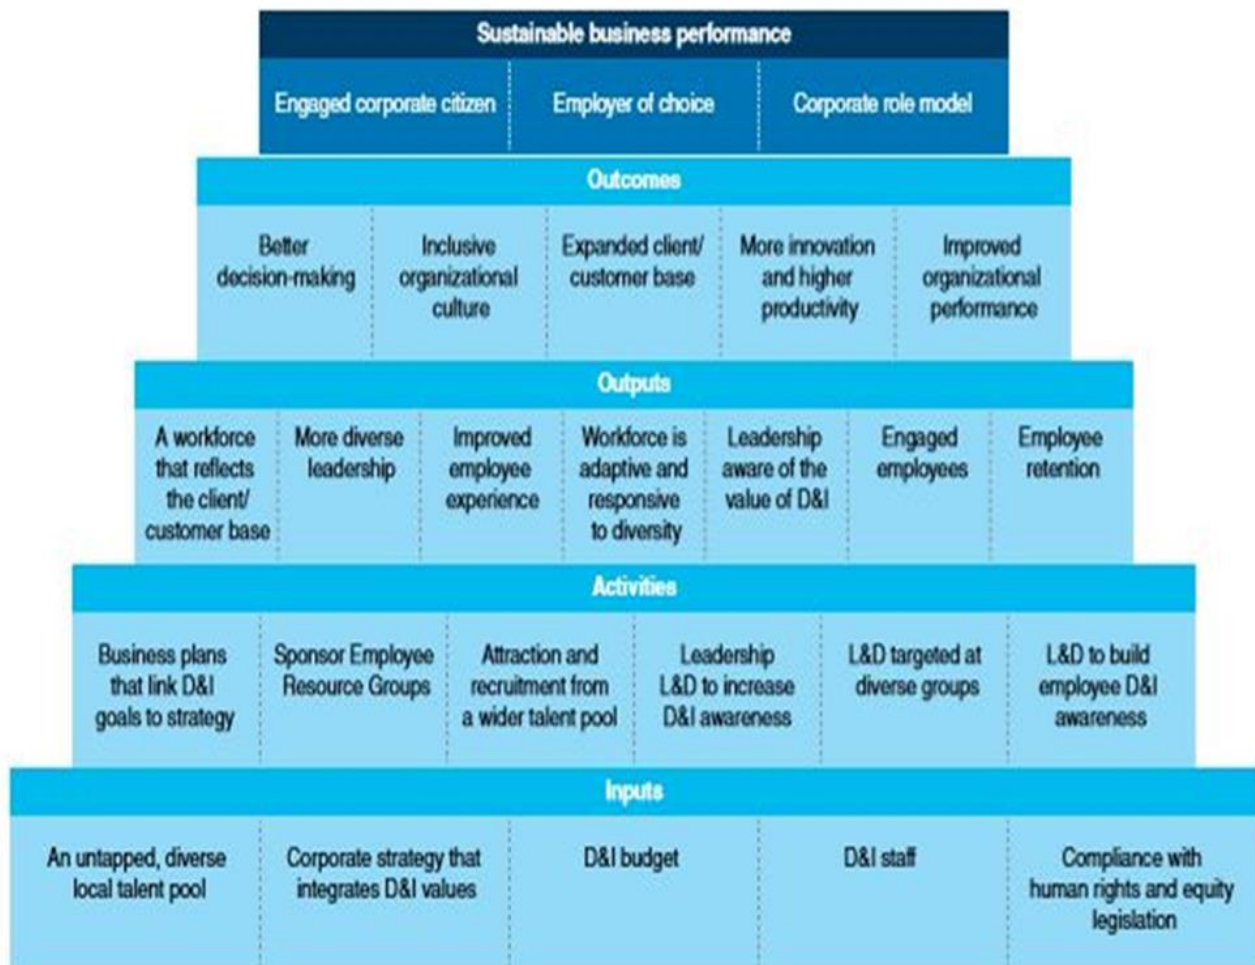 Sustainable business performance
Engaged corporate citizen
Employer of choice
Corporate role model
Outcomes
Better
decision-making
Inclusive
organizational
culture
Expanded client/
customer base
More innovation
and higher
productivity
Improved
organizational
performance
Outputs
A workforce
that reflects
the client/
customer base
More diverse
leadership
Improved
employee
experience
Workforce is
adaptive and
responsive
to diversity
Leadership
aware of the
value of D&I
Engaged
employees
Employee
retention
Activities
Business plans
that link D&I
goals to strategy
Sponsor Employee
Resource Groups
Attraction and
recruitment from
a wider talent pool
Leadership
L&D to increase
D&I awareness
L&D targeted at
diverse groups
L&D to build
employee D&I
awareness
Inputs
An untapped, diverse
local talent pool
Corporate strategy that
integrates D&I values
D&I budget
D&I staff
Compliance with
human rights and equity
legislation